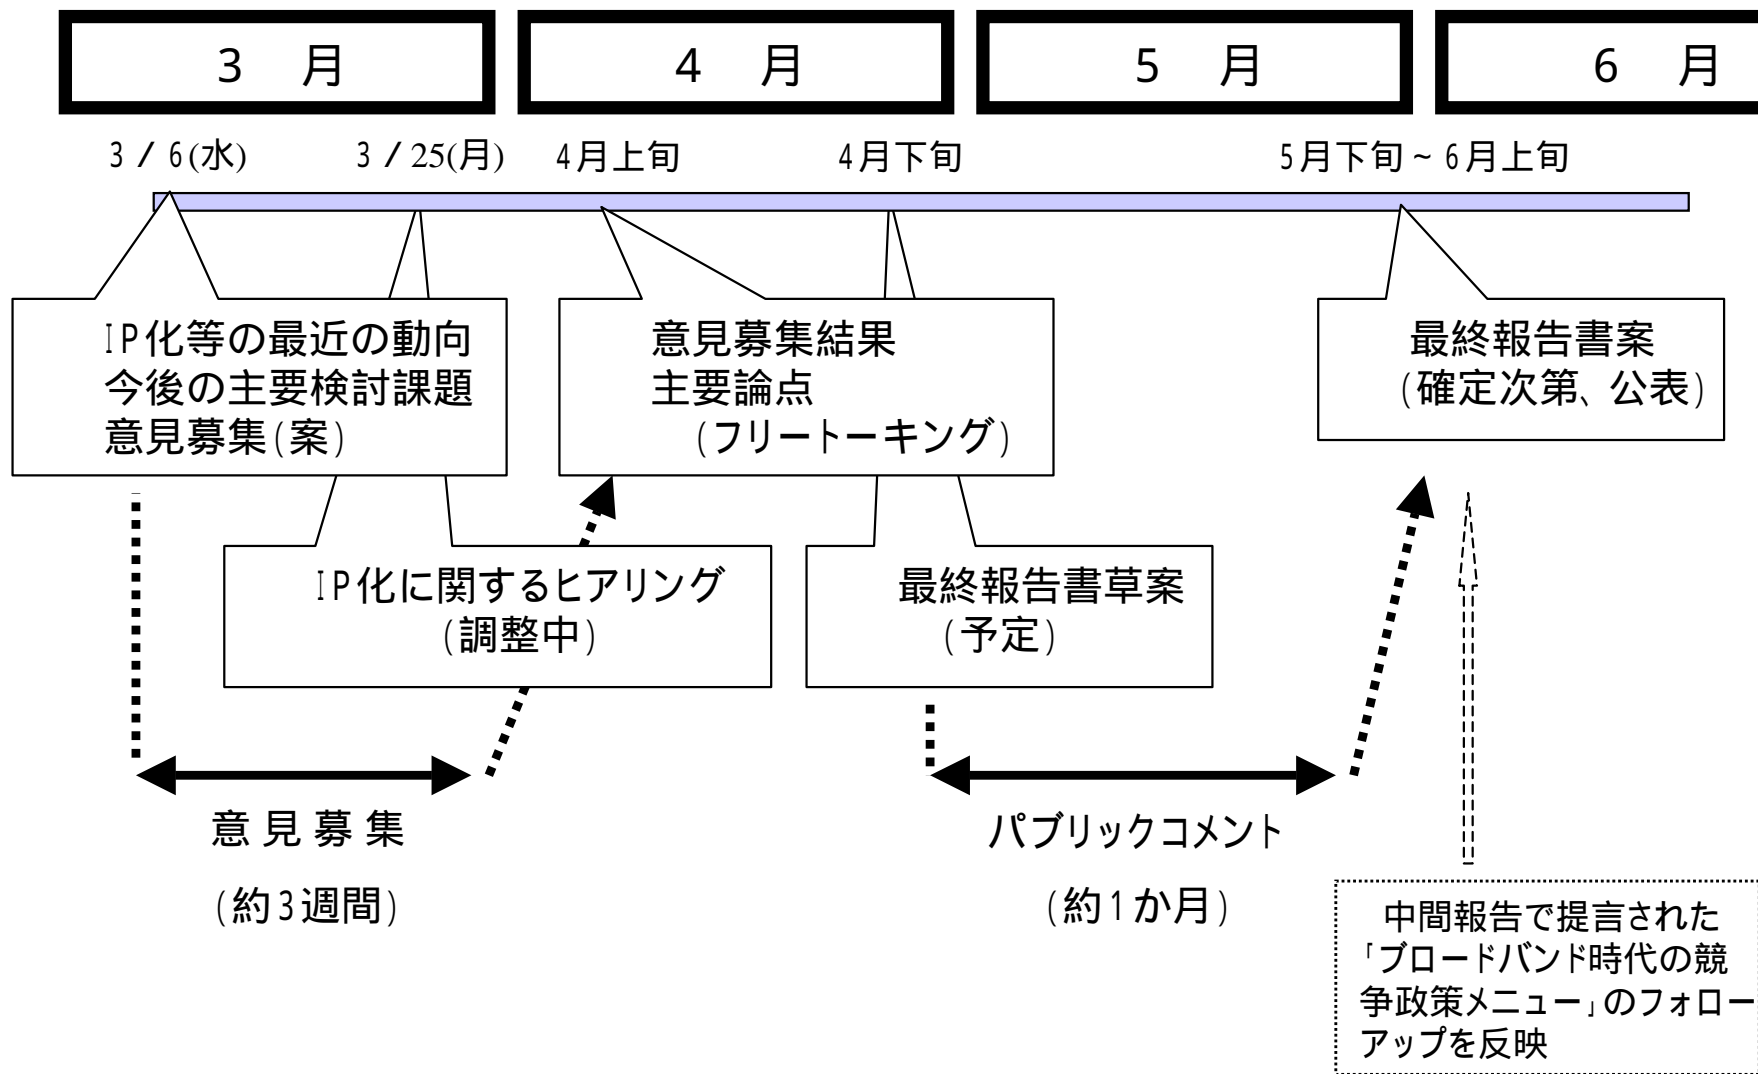 3 月
4 月
5 月
6 月
3 / 6(水)
3 / 25(月)
4月上旬
4月下旬
5月下旬~6月上旬
IP化等の最近の動向
今後の主要検討課題
意見募集(案)
意見募集結果
主要論点
(フリートーキング)
最終報告書案
(確定次第、公表)
IP化に関するヒアリング
(調整中)
最終報告書草案
(予定)
意見募集
(約3週間)
パブリックコメント
(約1か月)
中間報告で提言された
「ブロードバンド時代の競
争政策メニュー」のフォロー
アップを反映